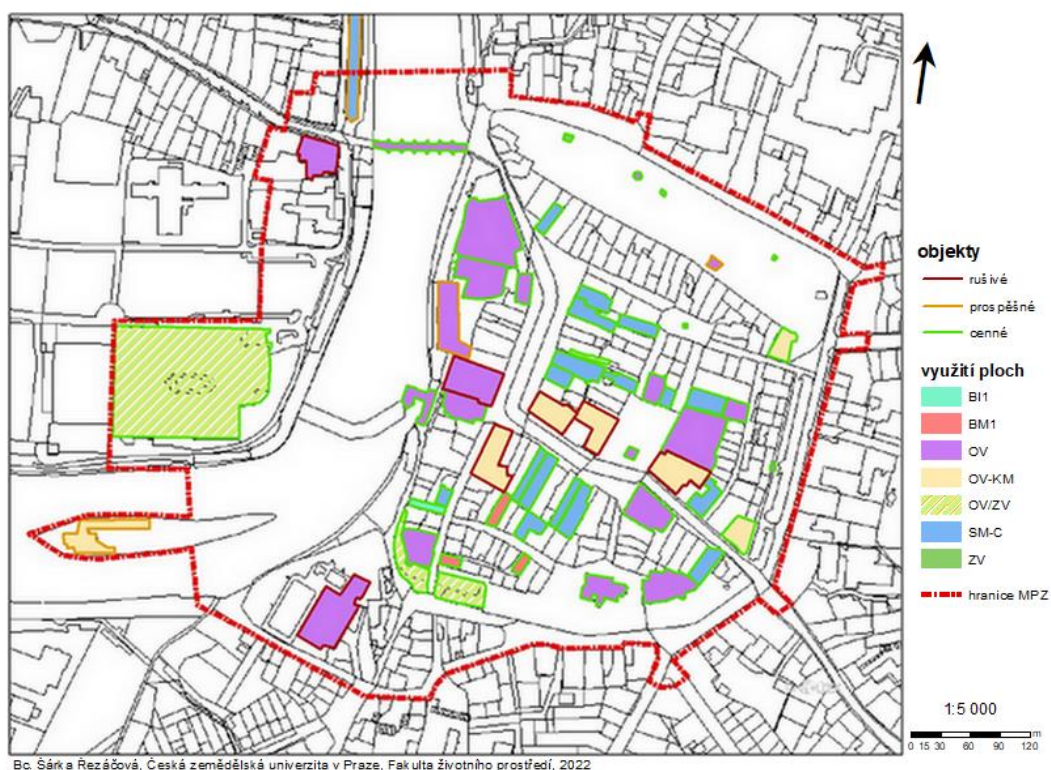 objekty
rušivé
prospěšné
cenné
využití ploch
BI1
BM1
OV
OV-KM
OV/ZV
SM-C
ZV
hranice MPZ
1:5 000
m
0 15 30 60 90 120
Bc. Šárka Řezáčová, Česká zemědělská univerzita v Praze, Fakulta životního prostředí, 2022